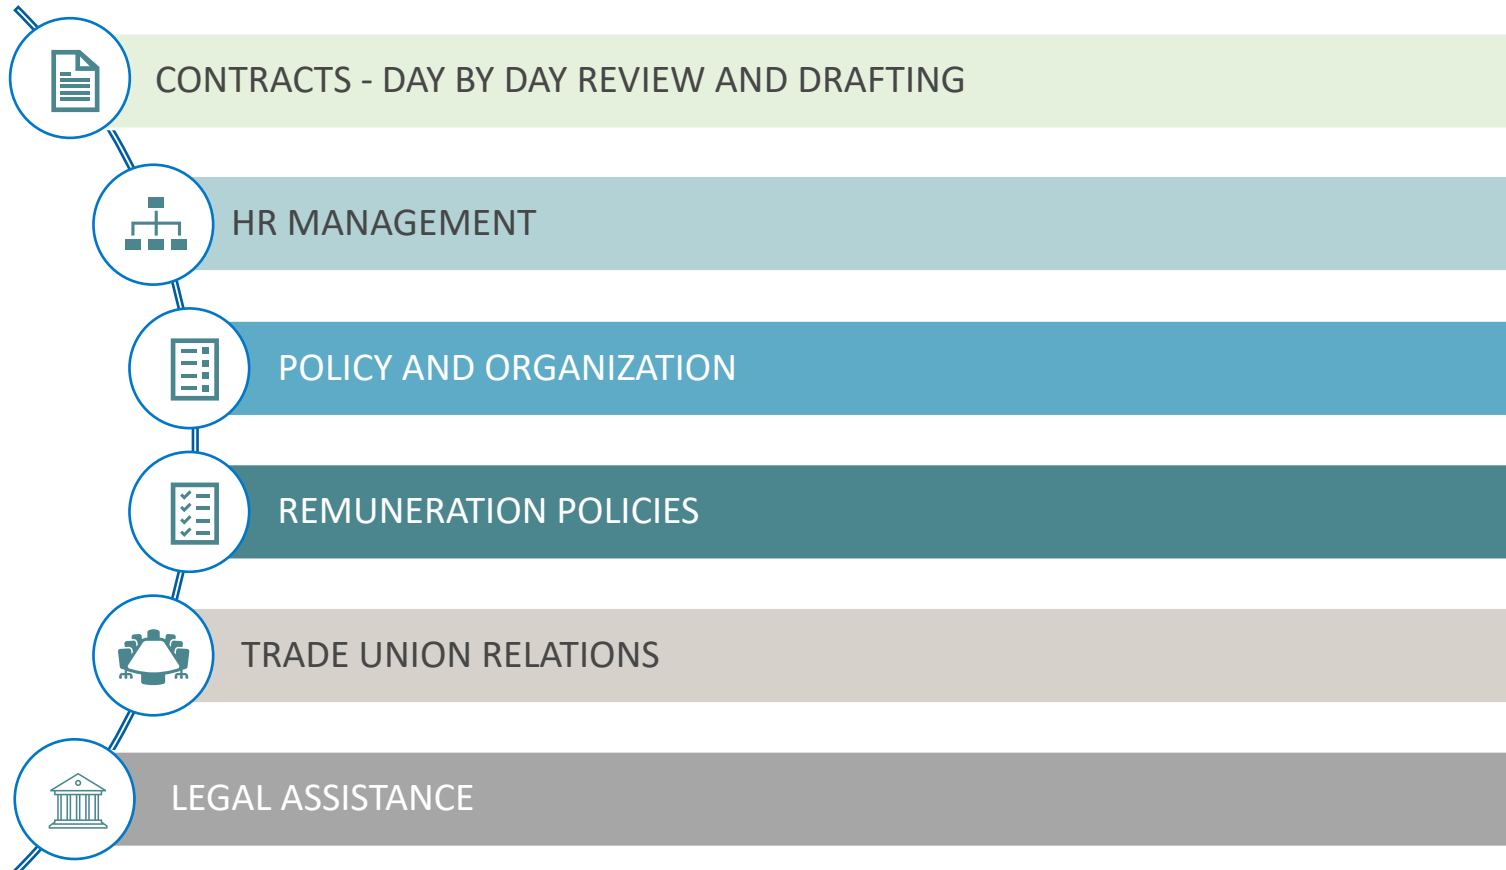 CONTRACTS - DAY BY DAY REVIEW AND DRAFTING
HR MANAGEMENT
POLICY AND ORGANIZATION
REMUNERATION POLICIES
TRADE UNION RELATIONS
LEGAL ASSISTANCE